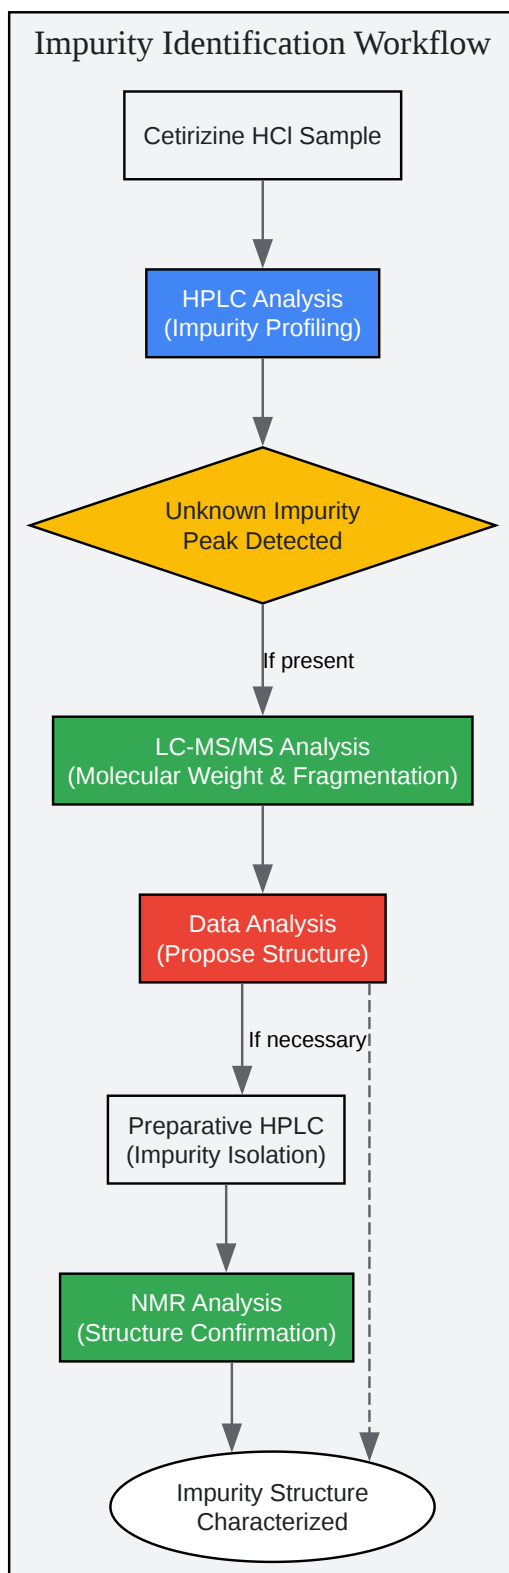 Impurity Identification Workflow
Cetirizine HCl Sample
HPLC Analysis
(Impurity Profiling)
Unknown Impurity
Peak Detected
If present
LC-MS/MS Analysis
(Molecular Weight & Fragmentation)
Data Analysis
(Propose Structure)
If necessary
Preparative HPLC
(Impurity Isolation)
NMR Analysis
(Structure Confirmation)
Impurity Structure
Characterized